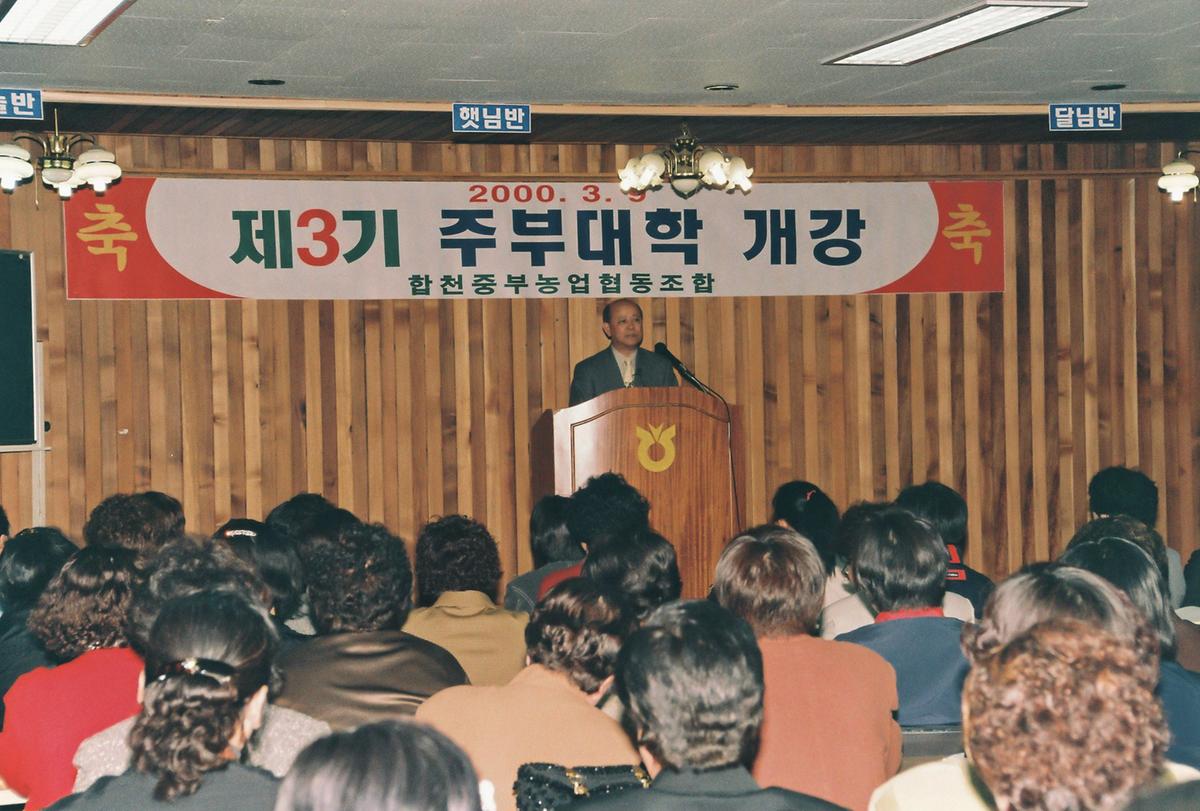 햇님반
달님반
2000. 3. 9
축
제3기 주부대학 개강
축
합천중부농업협동조합